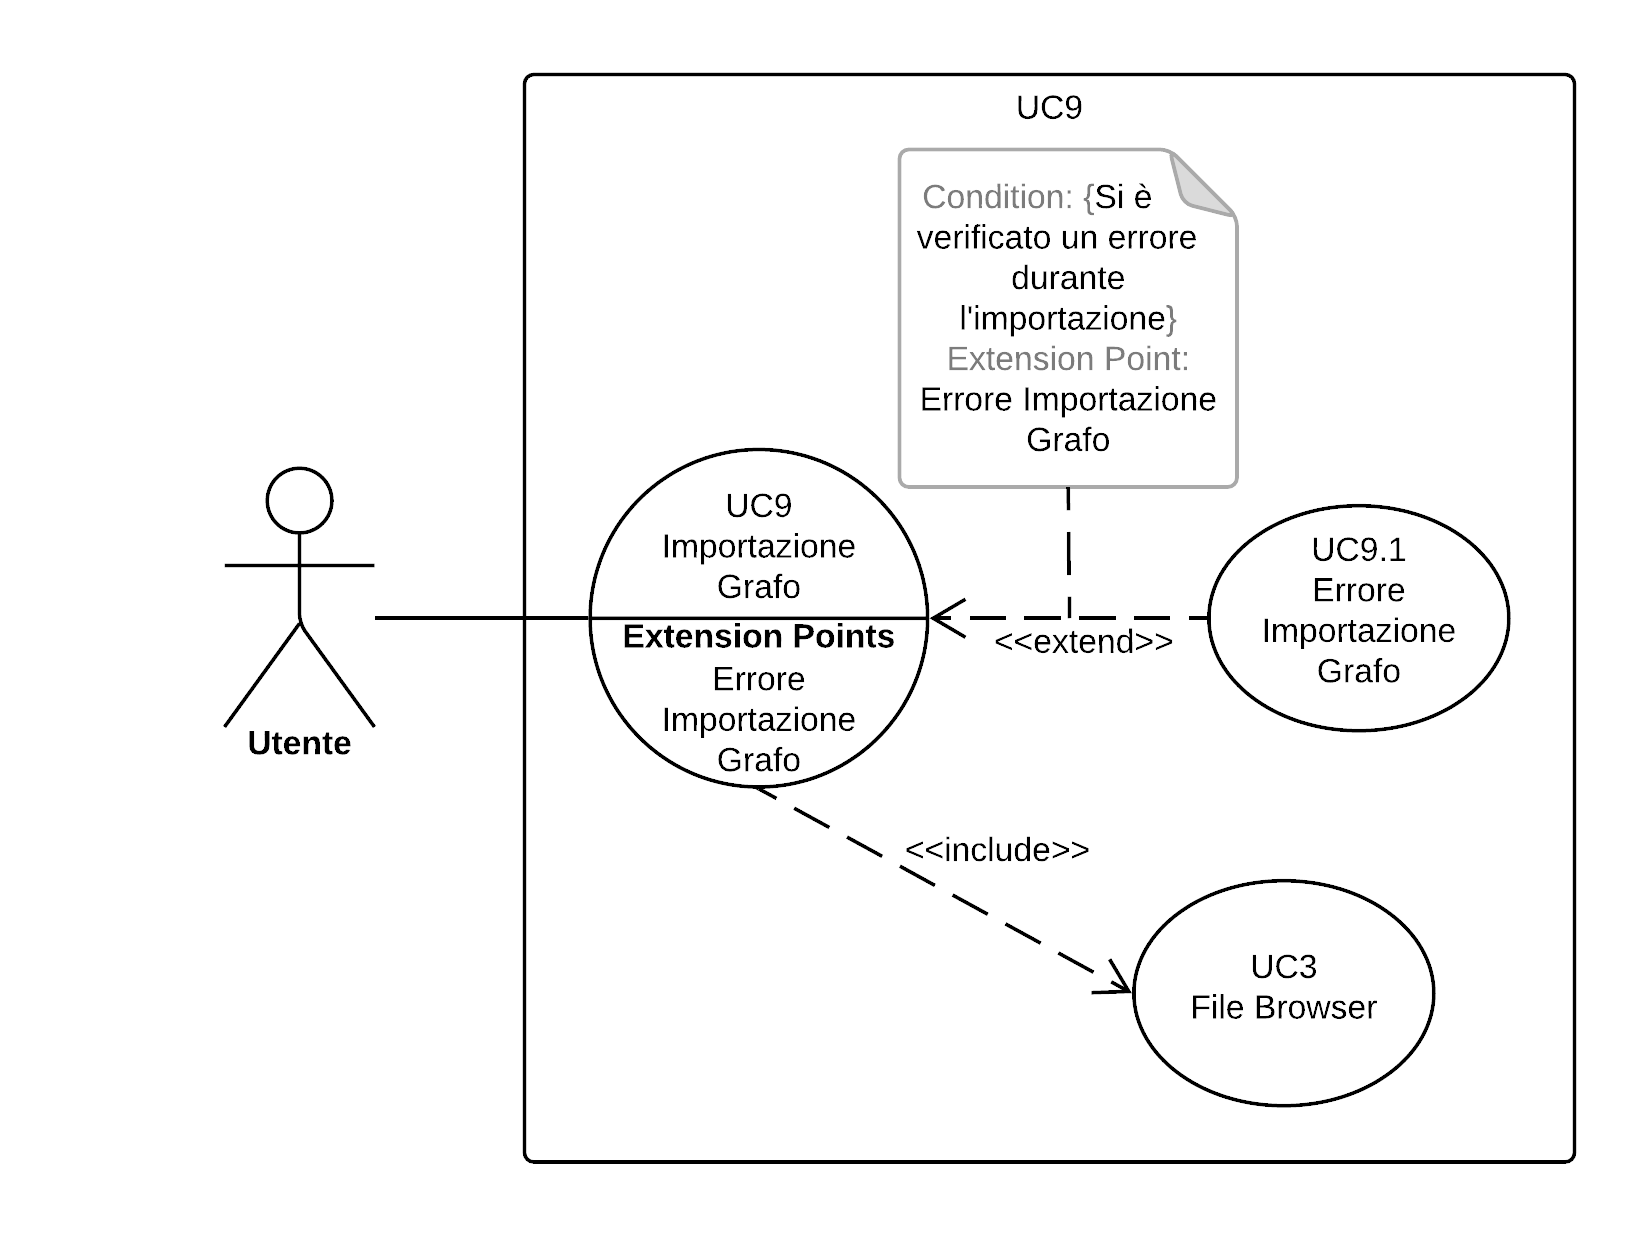 UC9
Condition: {Si è
verificato un errore
durante
l'importazione}
Extension Point:
Errore Importazione
Grafo
UC9
Importazione
Grafo
Extension Points
Errore
Importazione
Grafo
<<extend>>
UC9.1
Errore
Importazione
Grafo
Utente
<<include>>
UC3
File Browser